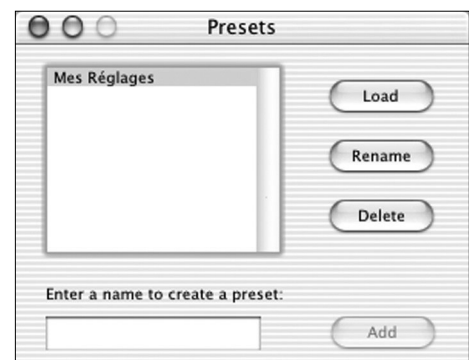 Presets
Mes Réglages
Load
Rename
Delete
Enter a name to create a preset:
Add